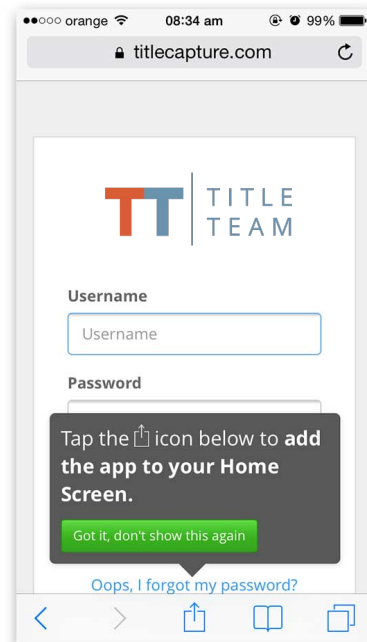 orange 08:34 am 99%
titlecapture.com
TT TITLE
TEAM
Username
Username
Password
Tap the icon below to add
the app to your Home
Screen.
Got it, don't show this again
Oops, I forgot my password?